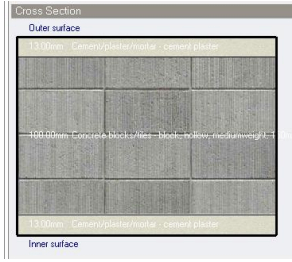 Cross Section
Outer surface
13.00mm Cement/plaster/mortar - cement plaster
100.00mm Concrete blocks/tiles - block, hollow, mediumweight,
13.00mm Cement/plaster/mortar - cement plaster
Inner surface